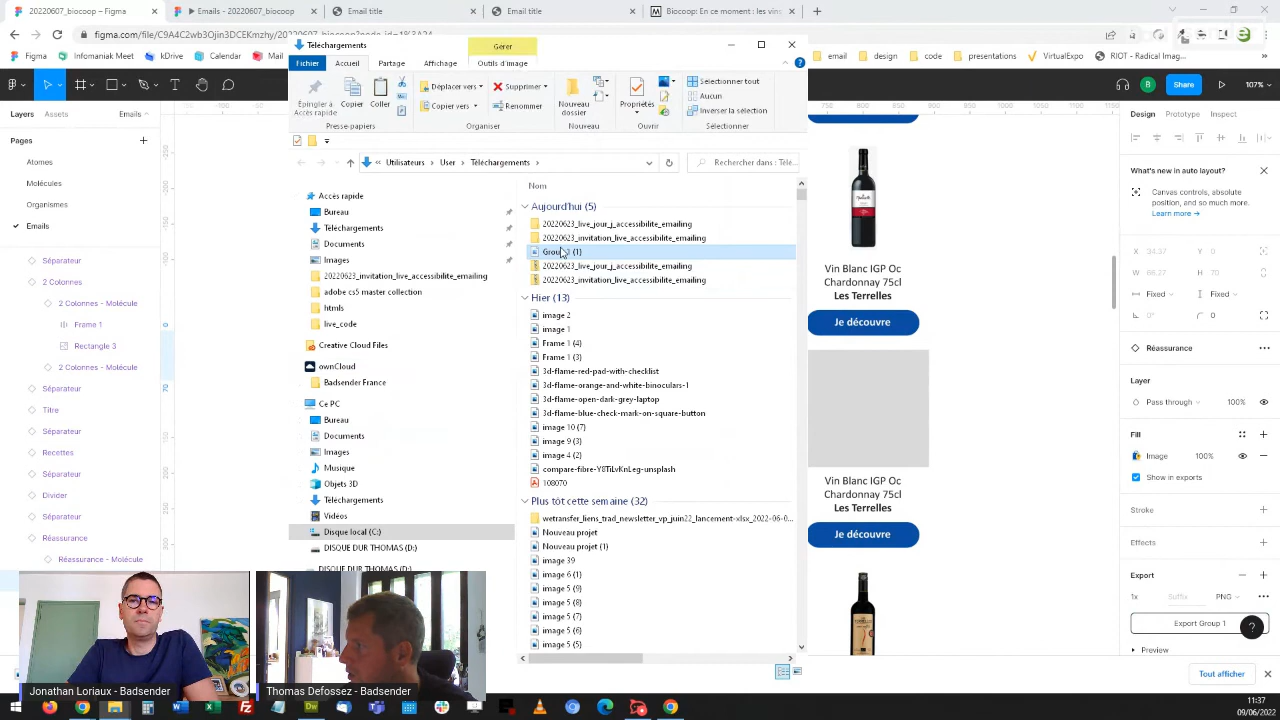 20220607_biocoop
Emails - 20220607_biocoop
Email title
Email title
Biocoop: En ce moment : les vins
Figma
email
design
code
presentations
VirtualExpo
RIOT - Radical Imag...
Téléchargements
Gérer
Fichier
Accueil
Partage
Affichage
Outils d'image
Épingler à
Accès rapide
Copier
Coller
Presse-papiers
Déplacer vers
Copier vers
Supprimer
Renommer
Organiser
Nouveau
dossier
Nouveau
Propriétés
Ouvrir
Sélectionner tout
Aucun
Inverser la sélection
Sélectionner
Utilisateurs
User
Téléchargements
Rechercher dans : Télé...
Share
107%
Layers
Assets
Emails
Pages
Atomes
Molécules
Organismes
Emails
Séparateur
2 Colonnes
2 Colonnes - Molécule
Frame 1
Rectangle 3
2 Colonnes - Molécule
Séparateur
Titre
Séparateur
Recettes
Séparateur
Divider
Séparateur
Réassurance
Réassurance - Molécule
Accès rapide
Bureau
Téléchargements
Documents
Images
20220623_invitation_live_accessibilite_emailing
adobe cs5 master collection
htmls
live_code
Creative Cloud Files
ownCloud
Badsender France
Ce PC
Bureau
Documents
Images
Musique
Objets 3D
Téléchargements
Vidéos
Disque local (C:)
DISQUE DUR THOMAS (D:)
DISQUE DUR THOMAS (D:)
Nom
Aujourd'hui (5)
20220623_live_jour_j_accessibilite_emailing
20220623_invitation_live_accessibilite_emailing
20220623_live_jour_j_accessibilite_emailing
20220623_invitation_live_accessibilite_emailing
Hier (13)
image 2
image 1
Frame 1 (4)
Frame 1 (3)
3d-flame-red-pad-with-checklist
3d-flame-orange-and-white-binoculars-1
3d-flame-open-dark-grey-laptop
3d-flame-blue-check-mark-on-square-button
image 10 (7)
image 9 (3)
image 4 (2)
compare-fibre-Y8TiLvKnLeg-unsplash
108070
Plus tôt cette semaine (32)
wetransfer_liens_trad_newsletter_vp_juin22_lancement-xlsx_2022-06-0...
Nouveau projet
Nouveau projet (1)
image 39
image 6 (1)
image 5 (9)
image 5 (8)
image 5 (7)
image 5 (6)
image 5 (5)
Vin Blanc IGP Oc
Chardonnay 75cl
Les Terrelles
Je découvre
Vin Blanc IGP Oc
Chardonnay 75cl
Les Terrelles
Je découvre
Design
Prototype
Inspect
What's new in auto layout?
Canvas controls, absolute
position, and so much more.
Learn more →
Fixed
Fixed
Réassurance
Layer
Pass through
100%
Fill
Image
100%
Show in exports
Stroke
Effects
Export
1x
Suffix
PNG
Export Group 1
Preview
Tout afficher
Jonathan Loriaux - Badsender
Thomas Defossez - Badsender
11:37
09/06/2022